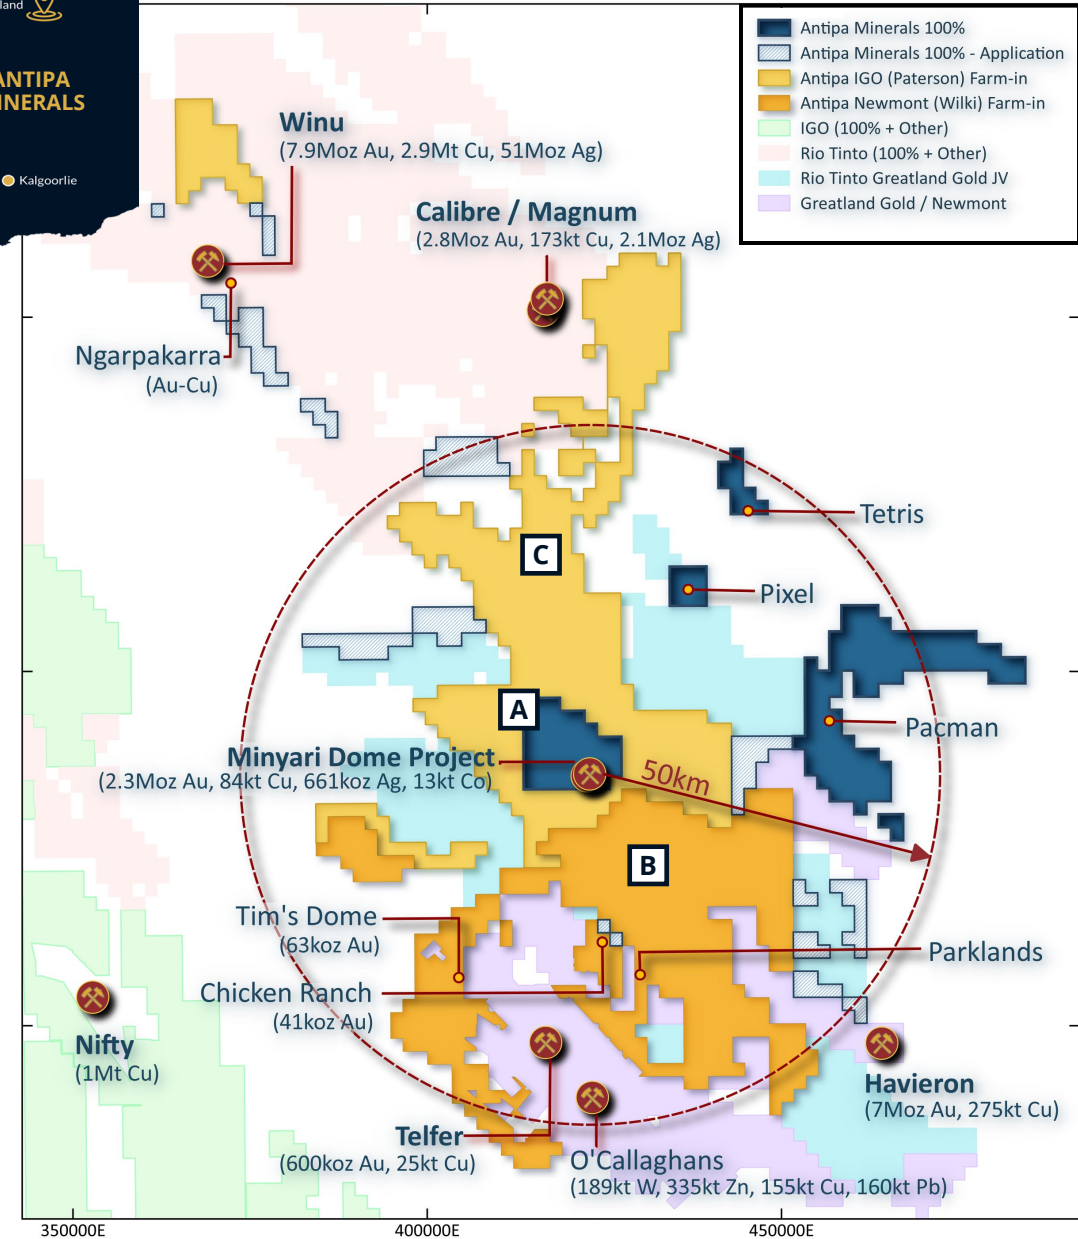 land
ANTIPA
MINERALS
Kalgoorlie
Antipa Minerals 100%
Antipa Minerals 100% - Application
Antipa IGO (Paterson) Farm-in
Antipa Newmont (Wilki) Farm-in
IGO (100% + Other)
Rio Tinto (100% + Other)
Rio Tinto Greatland Gold JV
Greatland Gold / Newmont
Winu
(7.9Moz Au, 2.9Mt Cu, 51Moz Ag)
Calibre / Magnum
(2.8Moz Au, 173kt Cu, 2.1Moz Ag)
Ngarpakarra
(Au-Cu)
Tetris
C
Pixel
A
Pacman
Minyari Dome Project
(2.3Moz Au, 84kt Cu, 661koz Ag, 13kt Co)
50km
B
Tim's Dome
(63koz Au)
Parklands
Chicken Ranch
(41koz Au)
Nifty
(1Mt Cu)
Havieron
(7Moz Au, 275kt Cu)
Telfer
(600koz Au, 25kt Cu)
O'Callaghans
(189kt W, 335kt Zn, 155kt Cu, 160kt Pb)
350000E
400000E
450000E